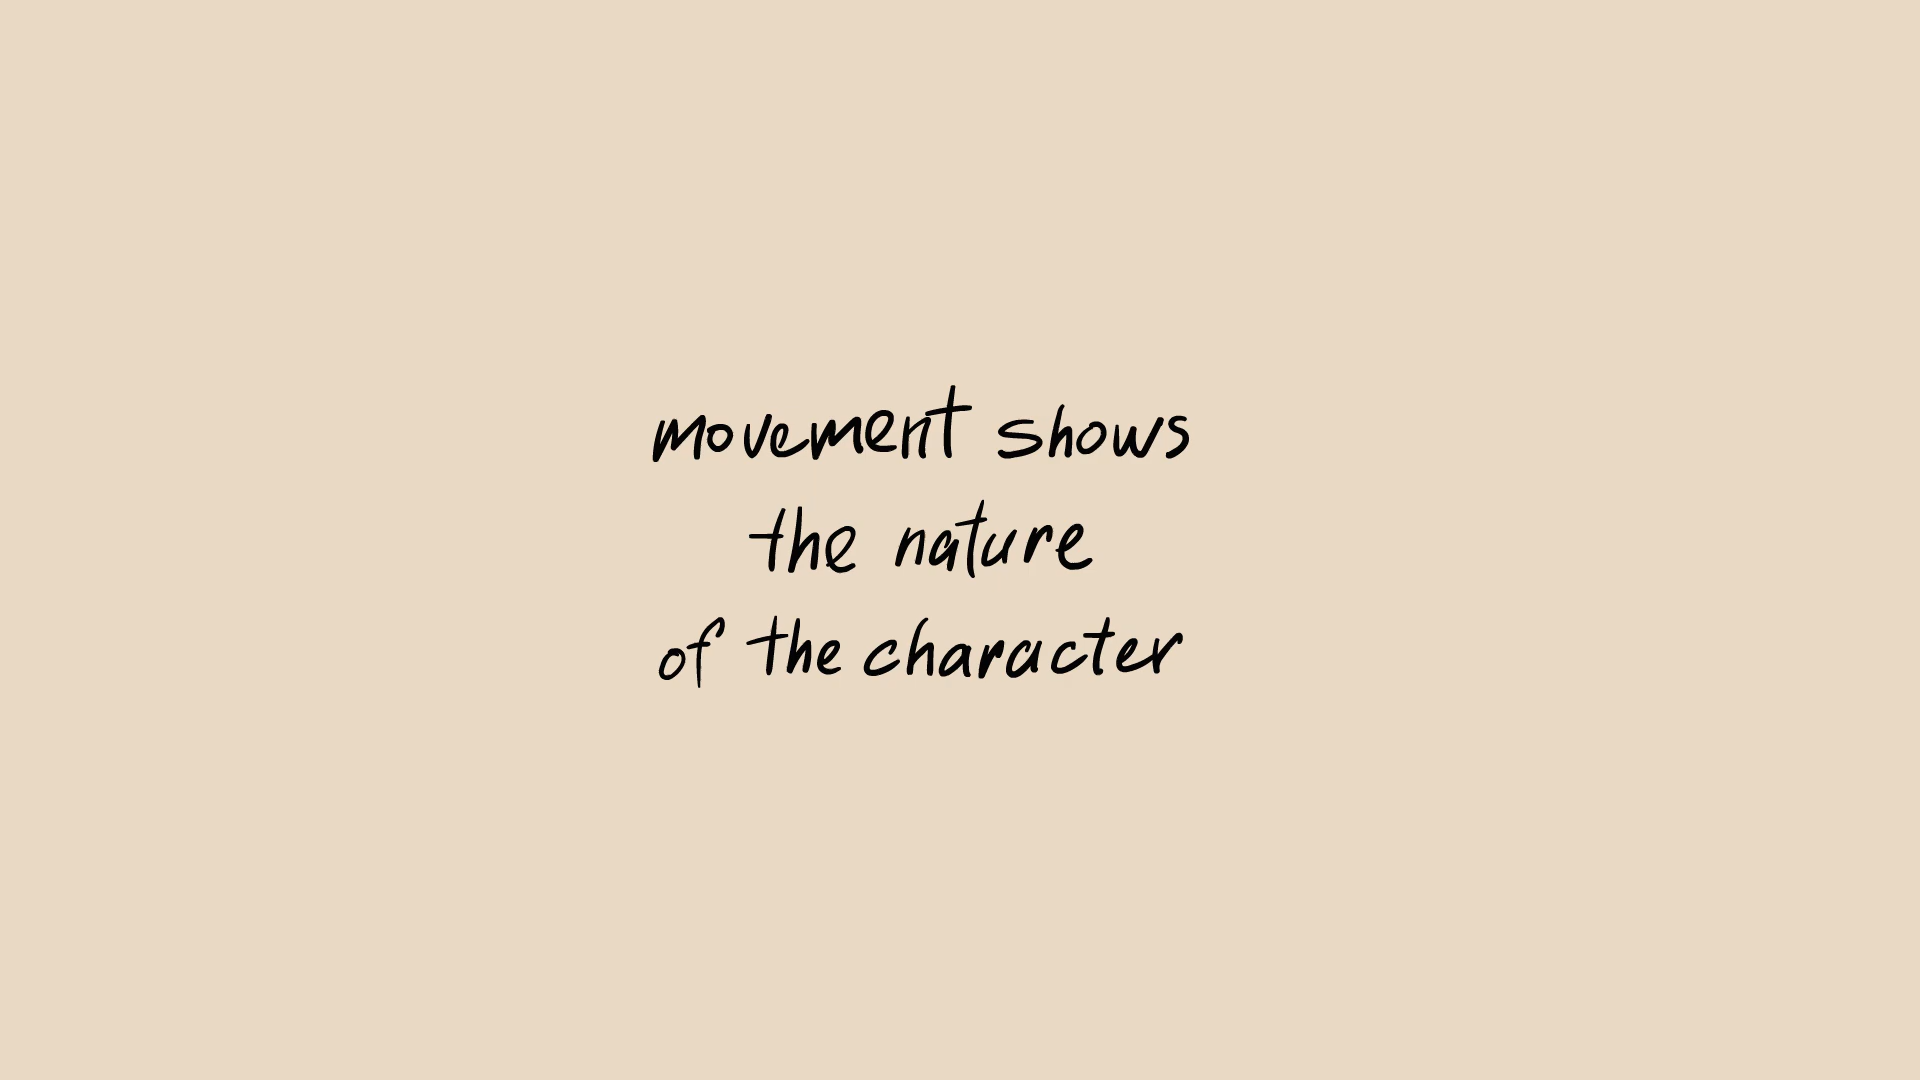 movement shows
the nature
of the character